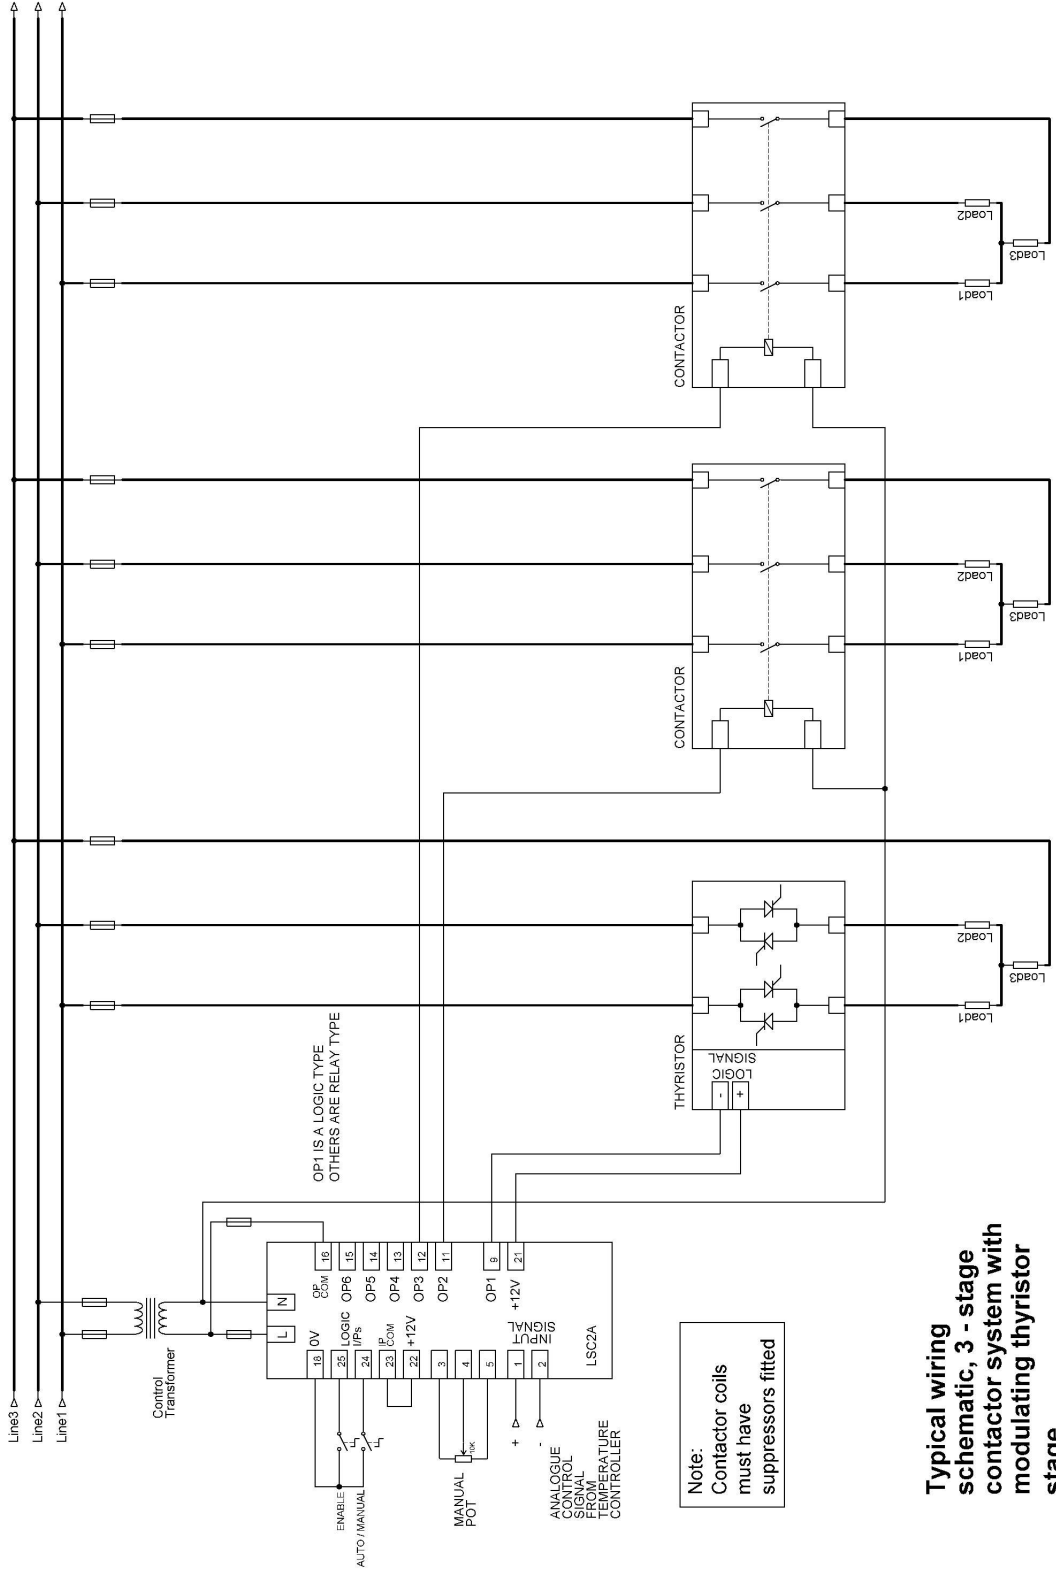 Line3
Line2
Line1
Control
Transformer
L
N
OP
COM
16
OP6
15
OP5
14
OP4
13
OP3
12
OP2
11
OP1
9
+12V
21
0V
18
LOGIC
I/Ps
25
24
IP
COM
23
+12V
22
3
4
5
INPUT
SIGNAL
1
2
LSC2A
ENABLE
AUTO / MANUAL
MANUAL
POT
10K
+
-
ANALOGUE
CONTROL
SIGNAL
FROM
TEMPERATURE
CONTROLLER
OP1 IS A LOGIC TYPE
OTHERS ARE RELAY TYPE
THYRISTOR
LOGIC
SIGNAL
-
+
Load1
Load2
Load3
CONTACTOR
Load1
Load2
Load3
CONTACTOR
Load1
Load2
Load3
Note:
Contactor coils
must have
suppressors fitted
Typical wiring
schematic, 3 - stage
contactor system with
modulating thyristor
stage